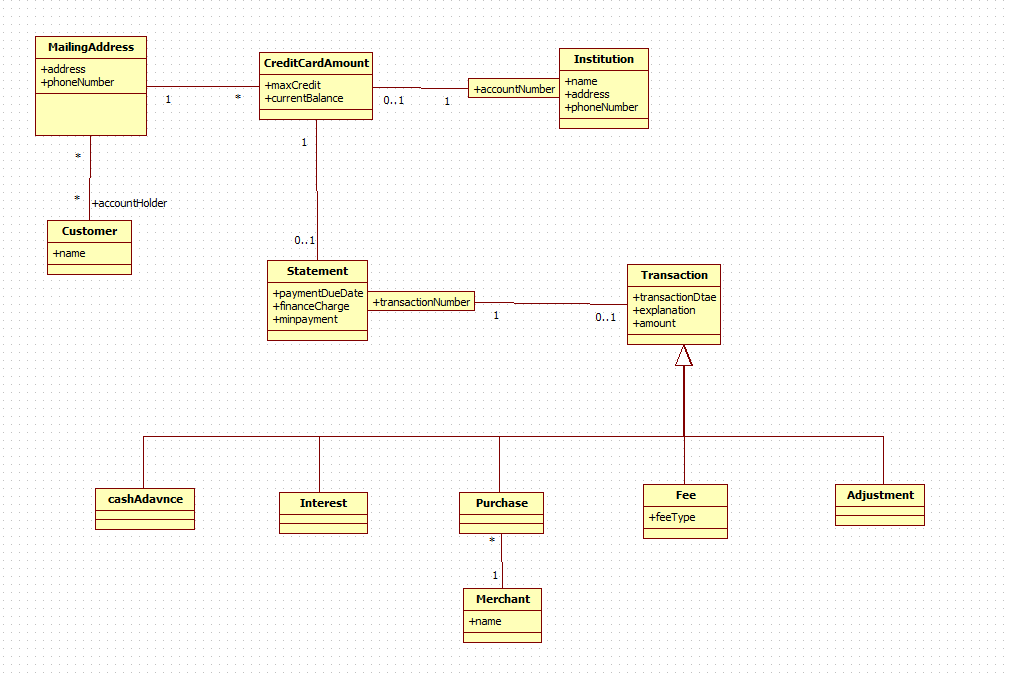 MailingAddress
+address
+phoneNumber
1
*
CreditCardAmount
+maxCredit
+currentBalance
0..1
1
+accountNumber
Institution
+name
+address
+phoneNumber
*
*
+accountHolder
Customer
+name
1
0..1
Statement
+paymentDueDate
+financeCharge
+minpayment
+transactionNumber
1
0..1
Transaction
+transactionDtae
+explanation
+amount
cashAdavnce
Interest
Purchase
Fee
+feeType
Adjustment
*
1
Merchant
+name